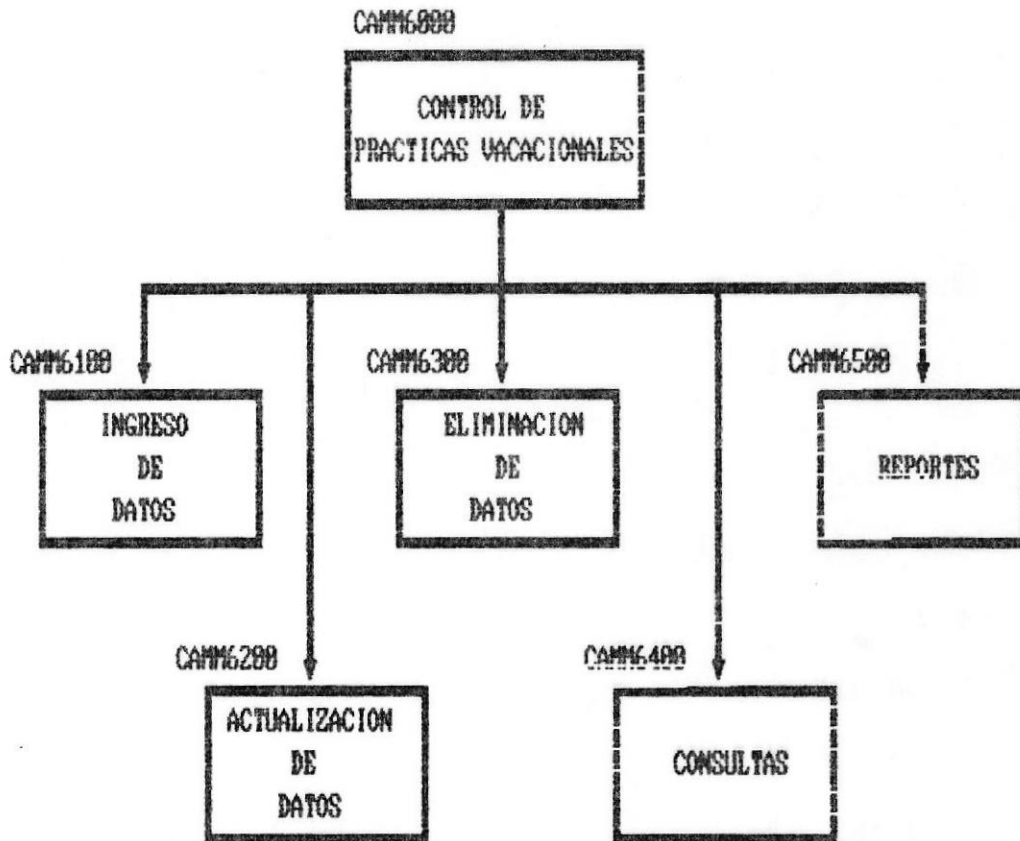 CAMM6000
CONTROL DE
PRACTICAS VACACIONALES
CAMM6100
INGRESO
DE
DATOS
CAMM6300
ELIMINACION
DE
DATOS
CAMM6500
REPORTES
CAMM6200
ACTUALIZACION
DE
DATOS
CAMM6400
CONSULTAS